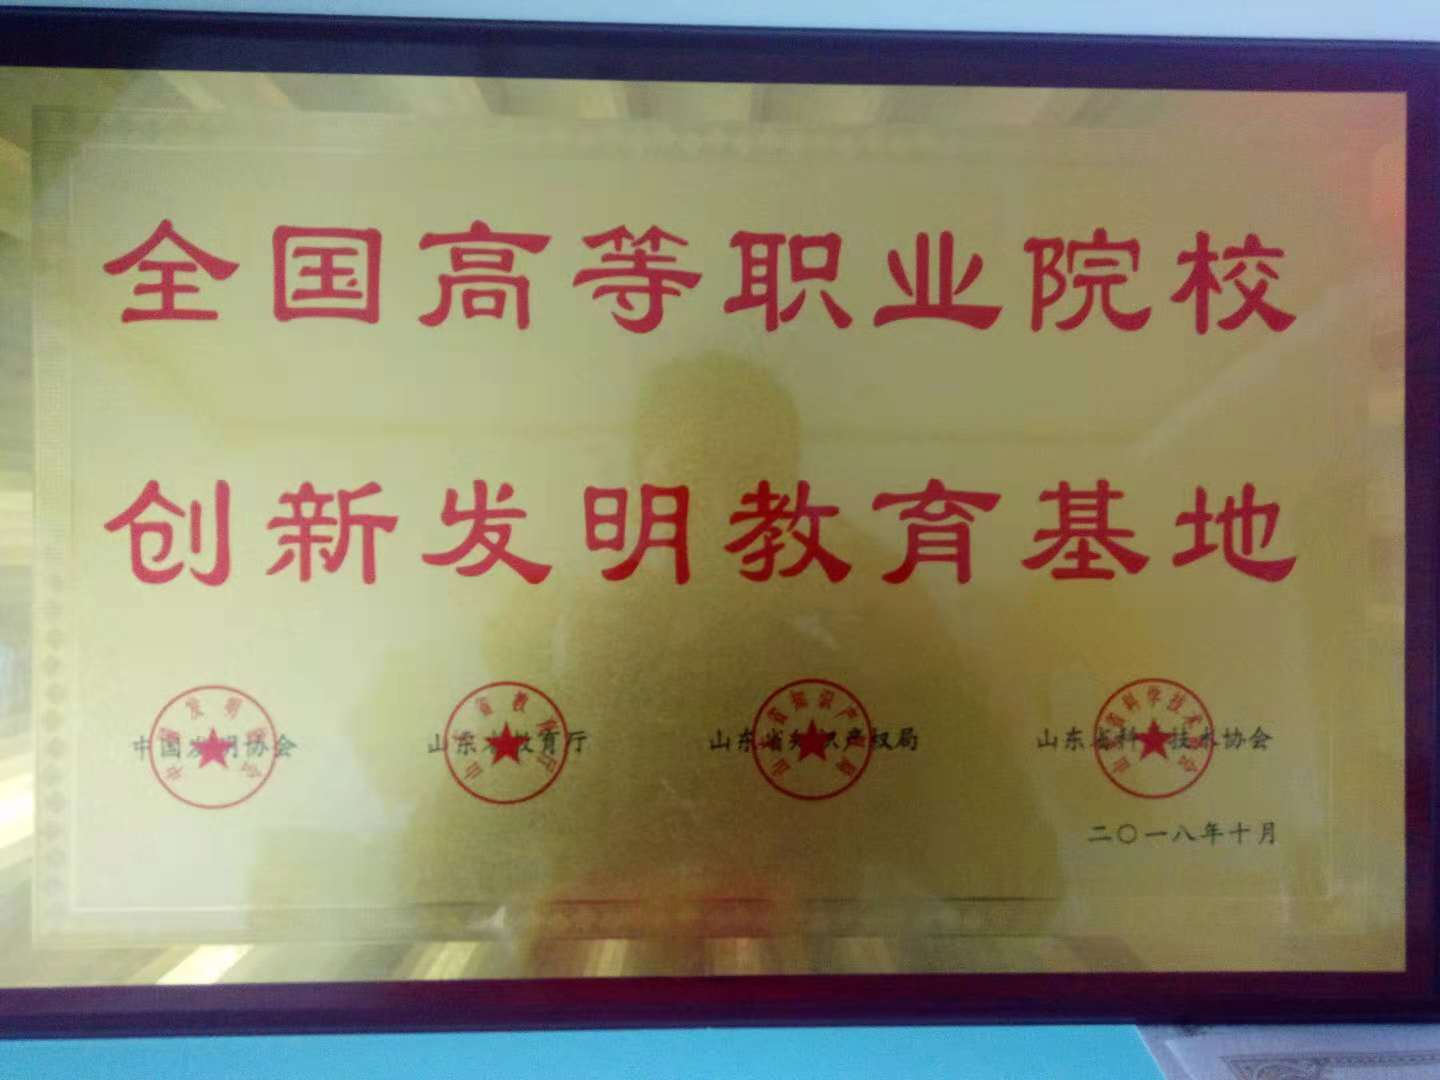 全国高等职业院校
创新发明教育基地
中国发明协会 山东省教育厅 山东省知识产权局 山东省科学技术协会
二〇一八年十月